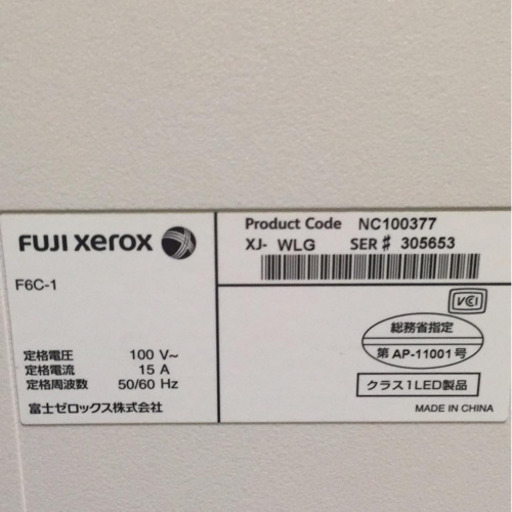 FUJI xerox
F6C-1
定格電圧 100 V~
定格電流 15 A
定格周波数 50/60 Hz
富士ゼロックス株式会社
Product Code NC100377
XJ- WLG SER # 305653
VCI
総務省指定
第 AP-11001 号
クラス1LED製品
MADE IN CHINA